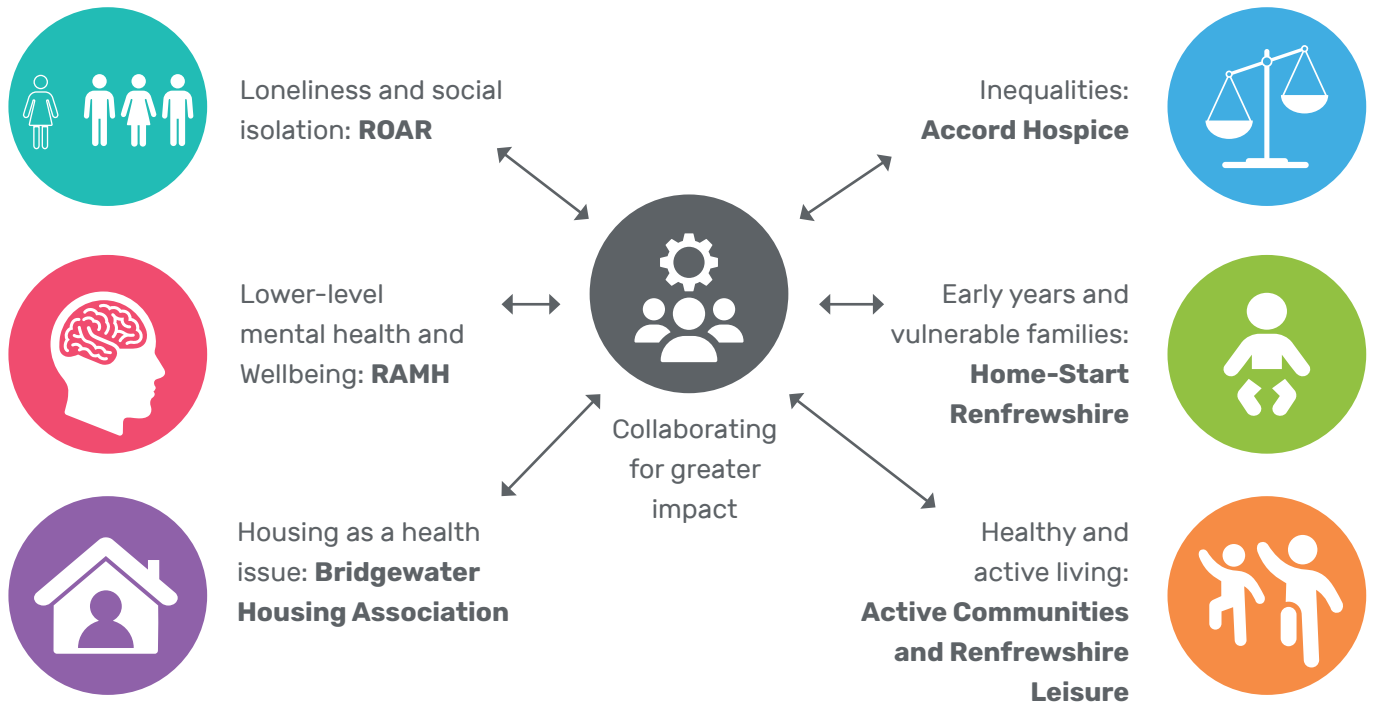 Loneliness and social
isolation: ROAR
Lower-level
mental health and
Wellbeing: RAMH
Housing as a health
issue: Bridgewater
Housing Association
Collaborating
for greater
impact
Inequalities:
Accord Hospice
Early years and
vulnerable families:
Home-Start
Renfrewshire
Healthy and
active living:
Active Communities
and Renfrewshire
Leisure